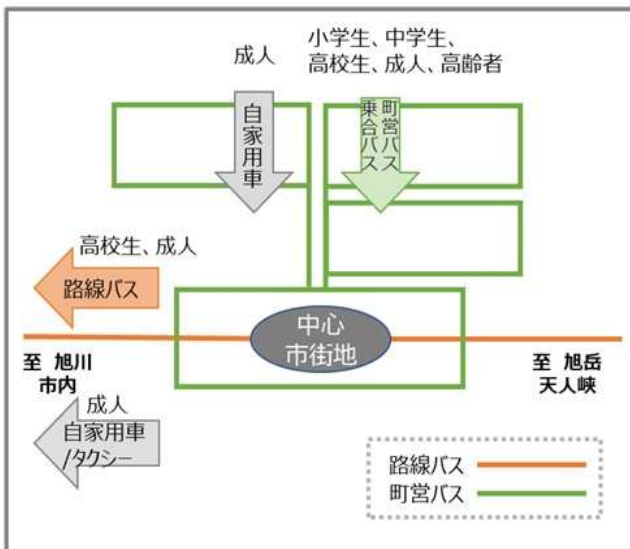 成人
小学生、中学生、
高校生、成人、高齢者
自家用車
町営バス
乗合バス
高校生、成人
路線バス
中心
市街地
至 旭川
市内
至 旭岳
天人峡
成人
自家用車
/タクシー
路線バス
町営バス